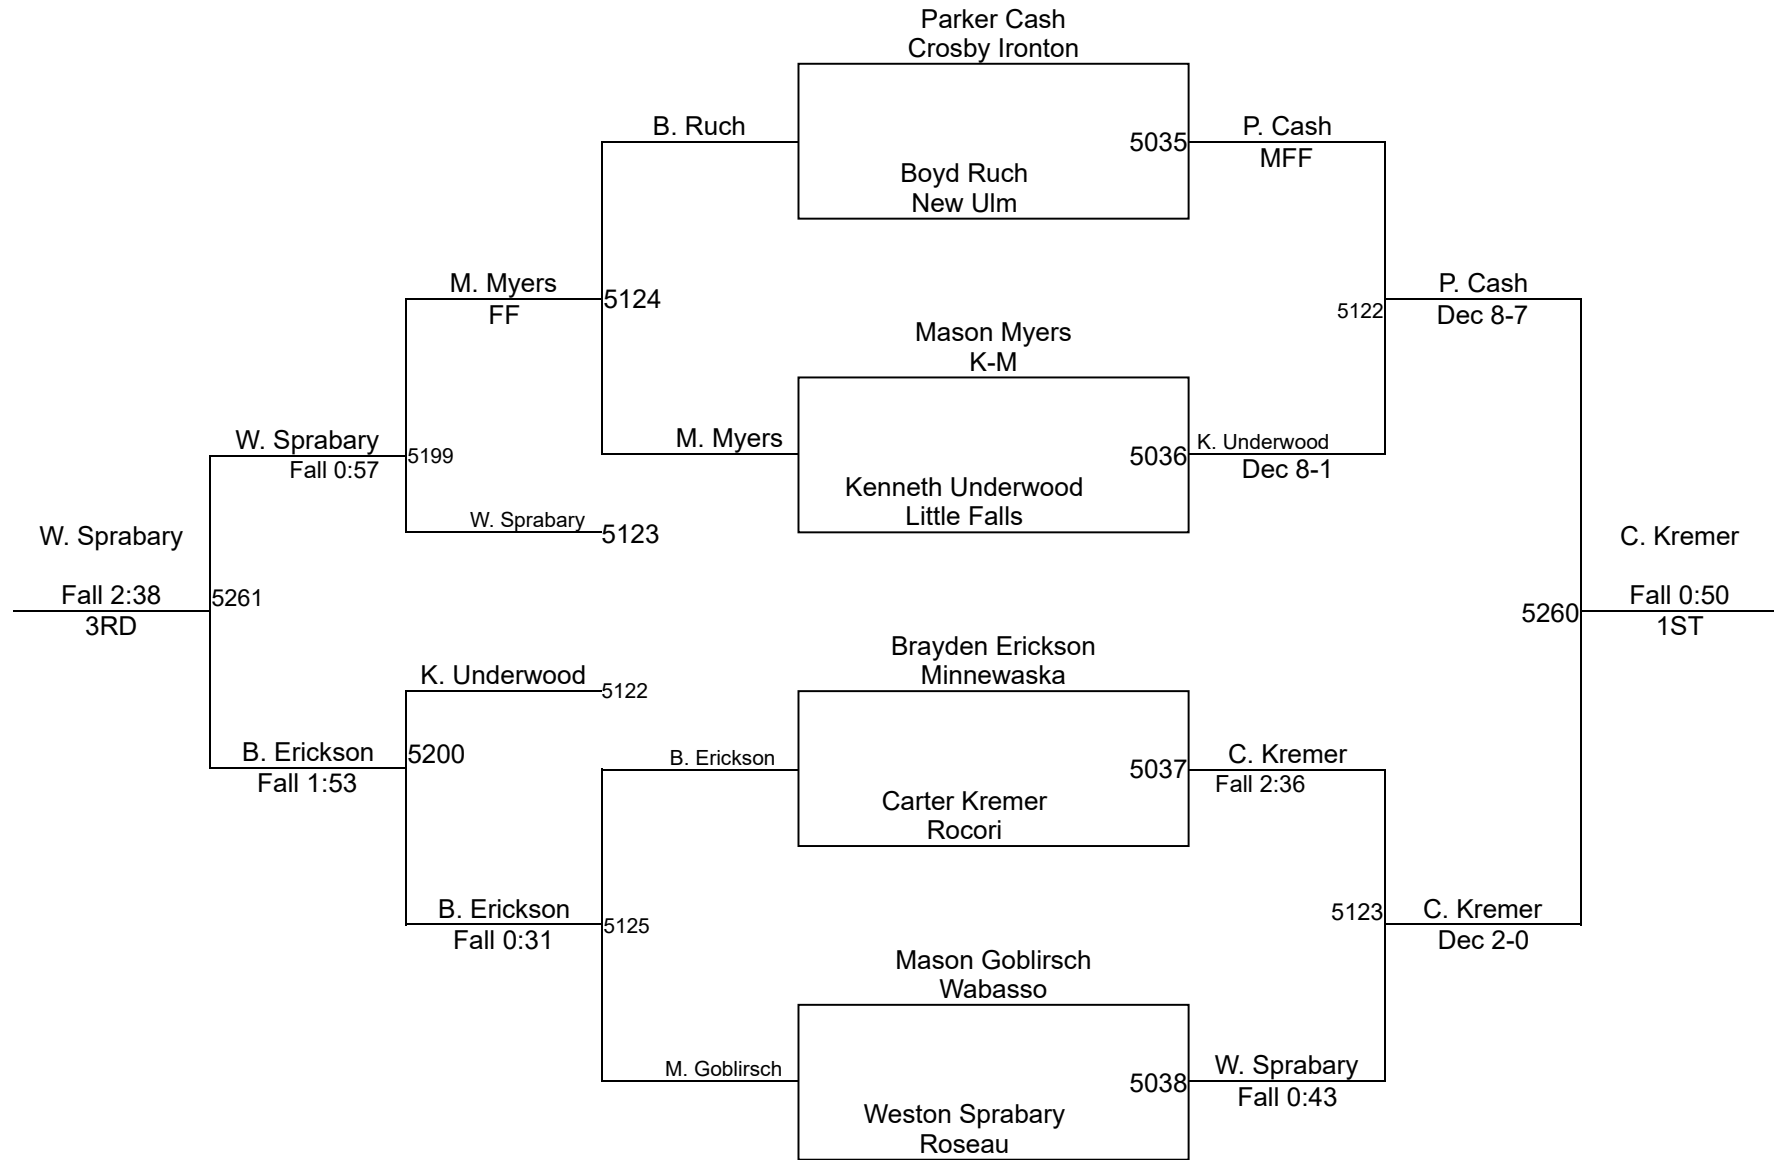 Parker Cash
Crosby Ironton
B. Ruch
5035
P. Cash
MFF
Boyd Ruch
New Ulm
M. Myers
FF
5124
5122
P. Cash
Dec 8-7
Mason Myers
K-M
W. Sprabary
Fall 0:57
5199
M. Myers
5036
K. Underwood
Dec 8-1
Kenneth Underwood
Little Falls
W. Sprabary
5123
W. Sprabary
Fall 2:38
3RD
5261
C. Kremer
5260
Fall 0:50
1ST
Brayden Erickson
Minnewaska
K. Underwood
5122
B. Erickson
Fall 1:53
5200
B. Erickson
5037
C. Kremer
Fall 2:36
Carter Kremer
Rocori
B. Erickson
Fall 0:31
5125
5123
C. Kremer
Dec 2-0
Mason Goblirsch
Wabasso
M. Goblirsch
5038
W. Sprabary
Fall 0:43
Weston Sprabary
Roseau